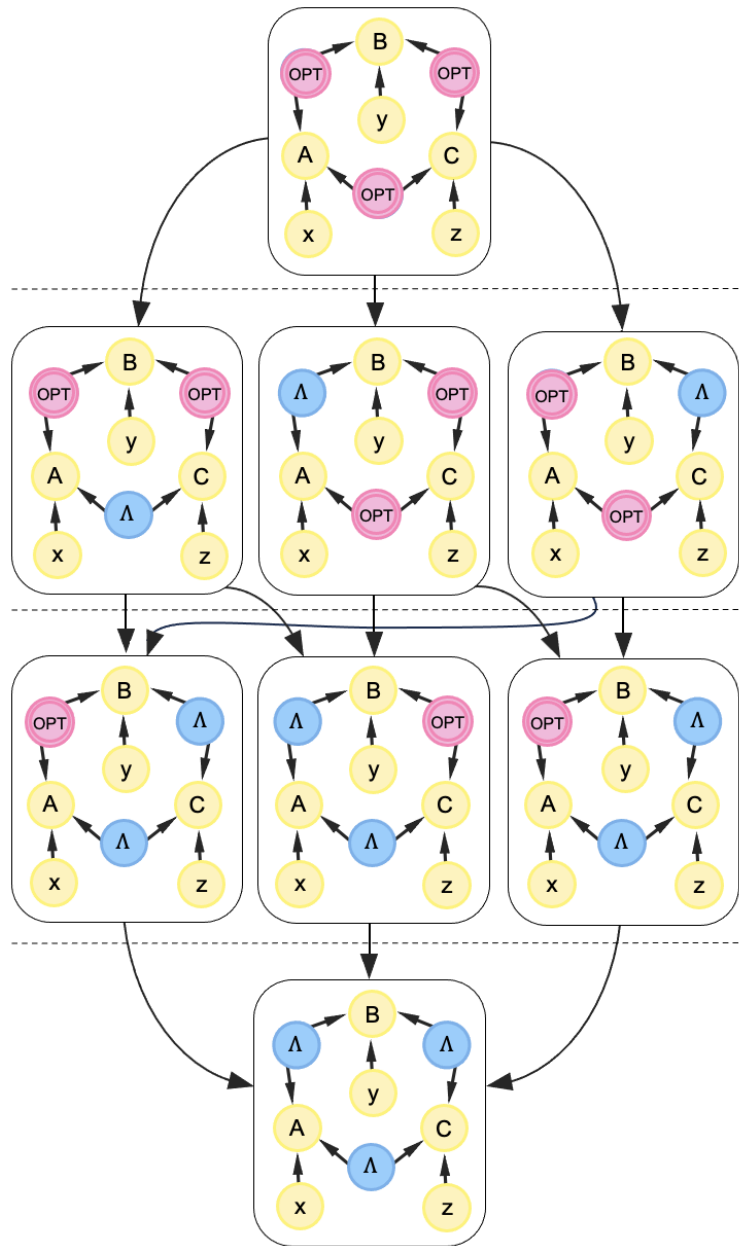 B
OPT OPT
y
A C
OPT
x z
B B B
OPT OPT Λ OPT OPT Λ
y y y
A C A C A C
Λ OPT OPT
x z x z x z
B B B
OPT Λ Λ OPT OPT Λ
y y y
A C A C A C
Λ Λ Λ
x z x z x z
B
Λ Λ
y
A C
Λ
x z